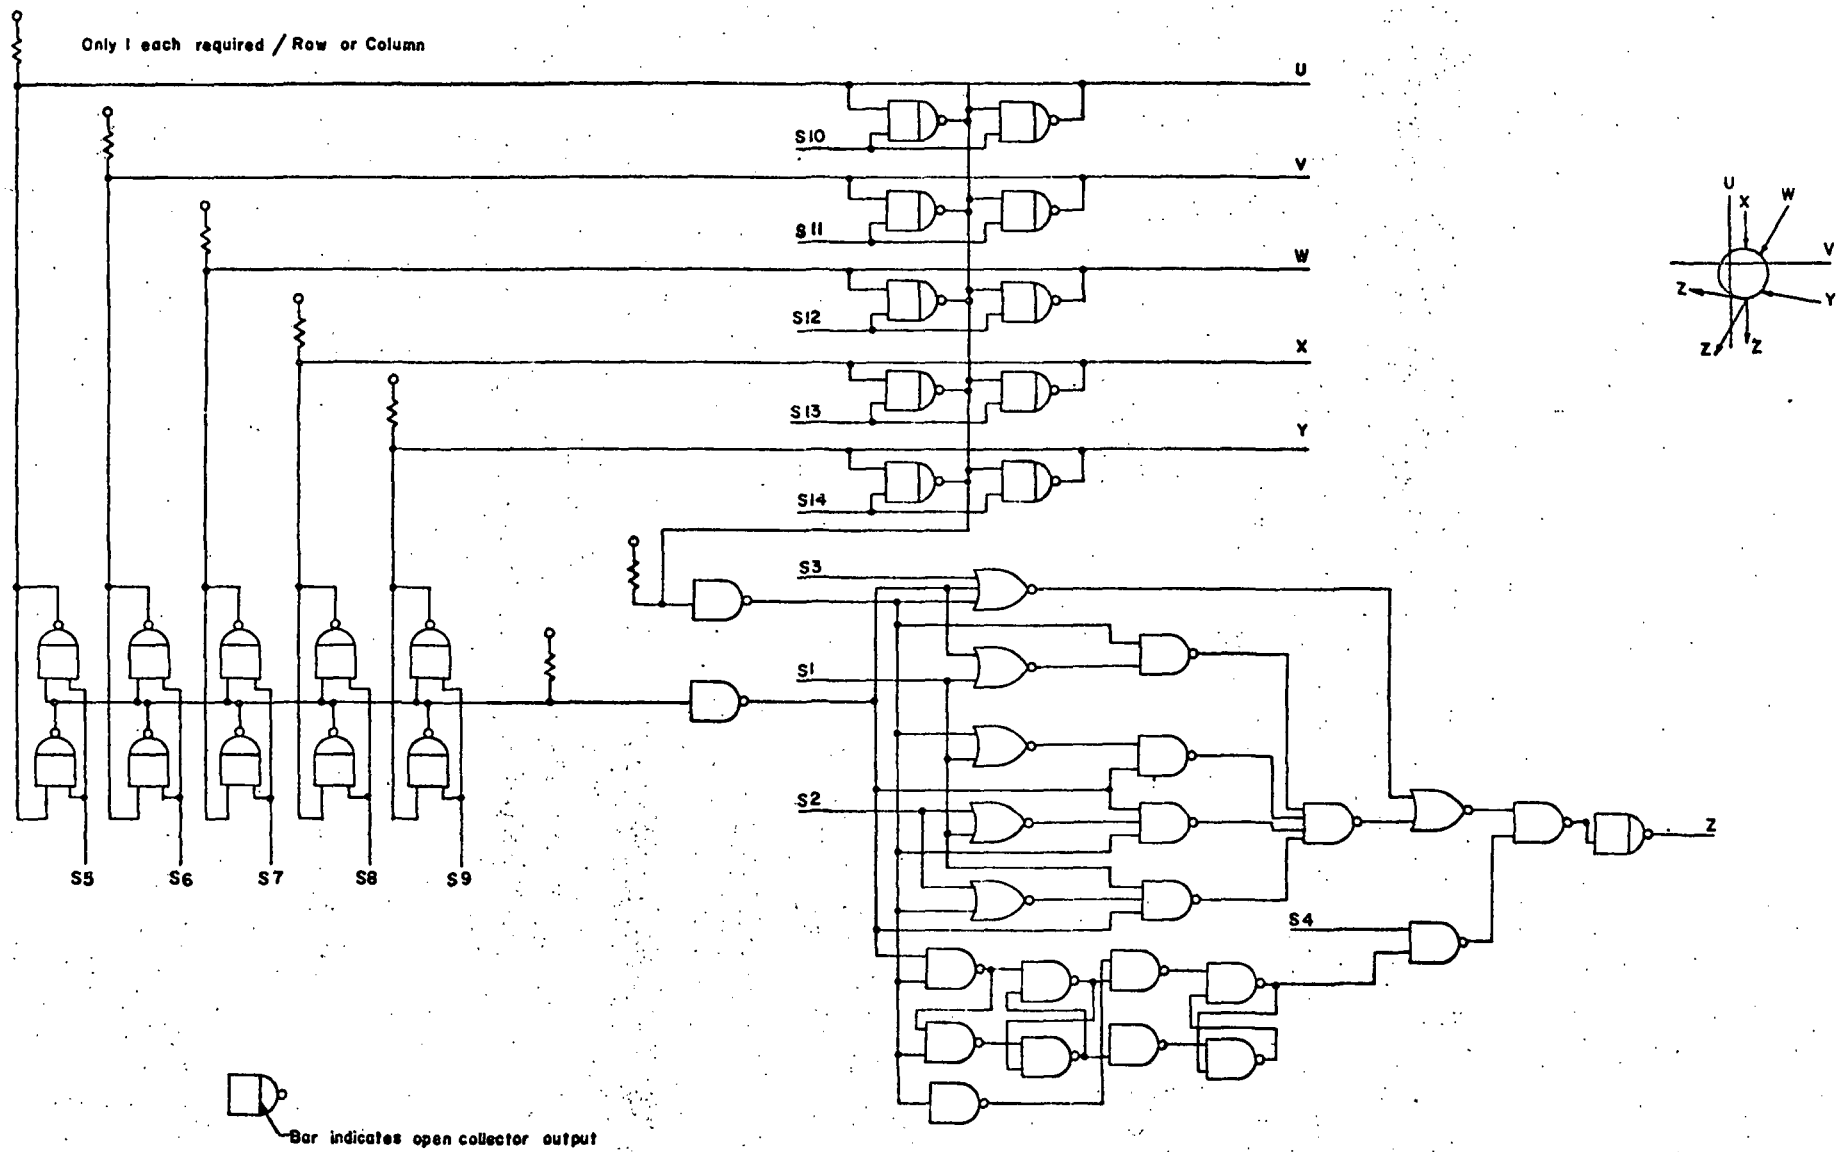 Only 1 each required / Row or Column
U
S10
V
S11
W
S12
X
S13
Y
S14
U
X
W
V
Z
Y
Z
Z
S3
S1
S2
Z
S4
S5
S6
S7
S8
S9
Bar indicates open collector output